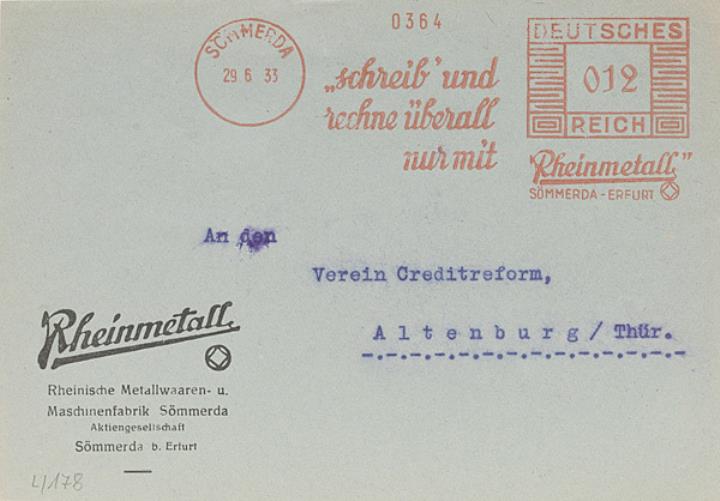 0364
SÖMMERDA
29 6 33
„schreib' und
rechne überall
nur mit
DEUTSCHES
012
REICH
"Rheinmetall"
SÖMMERDA-ERFURT
An den
Verein Creditreform,
Altenburg/Thür.
-.-.-.-.-.-.-.-.-.-.-.-.-
Rheinmetall
Rheinische Metallwaaren- u.
Maschinenfabrik Sömmerda
Aktiengesellschaft
Sömmerda b. Erfurt
L/178